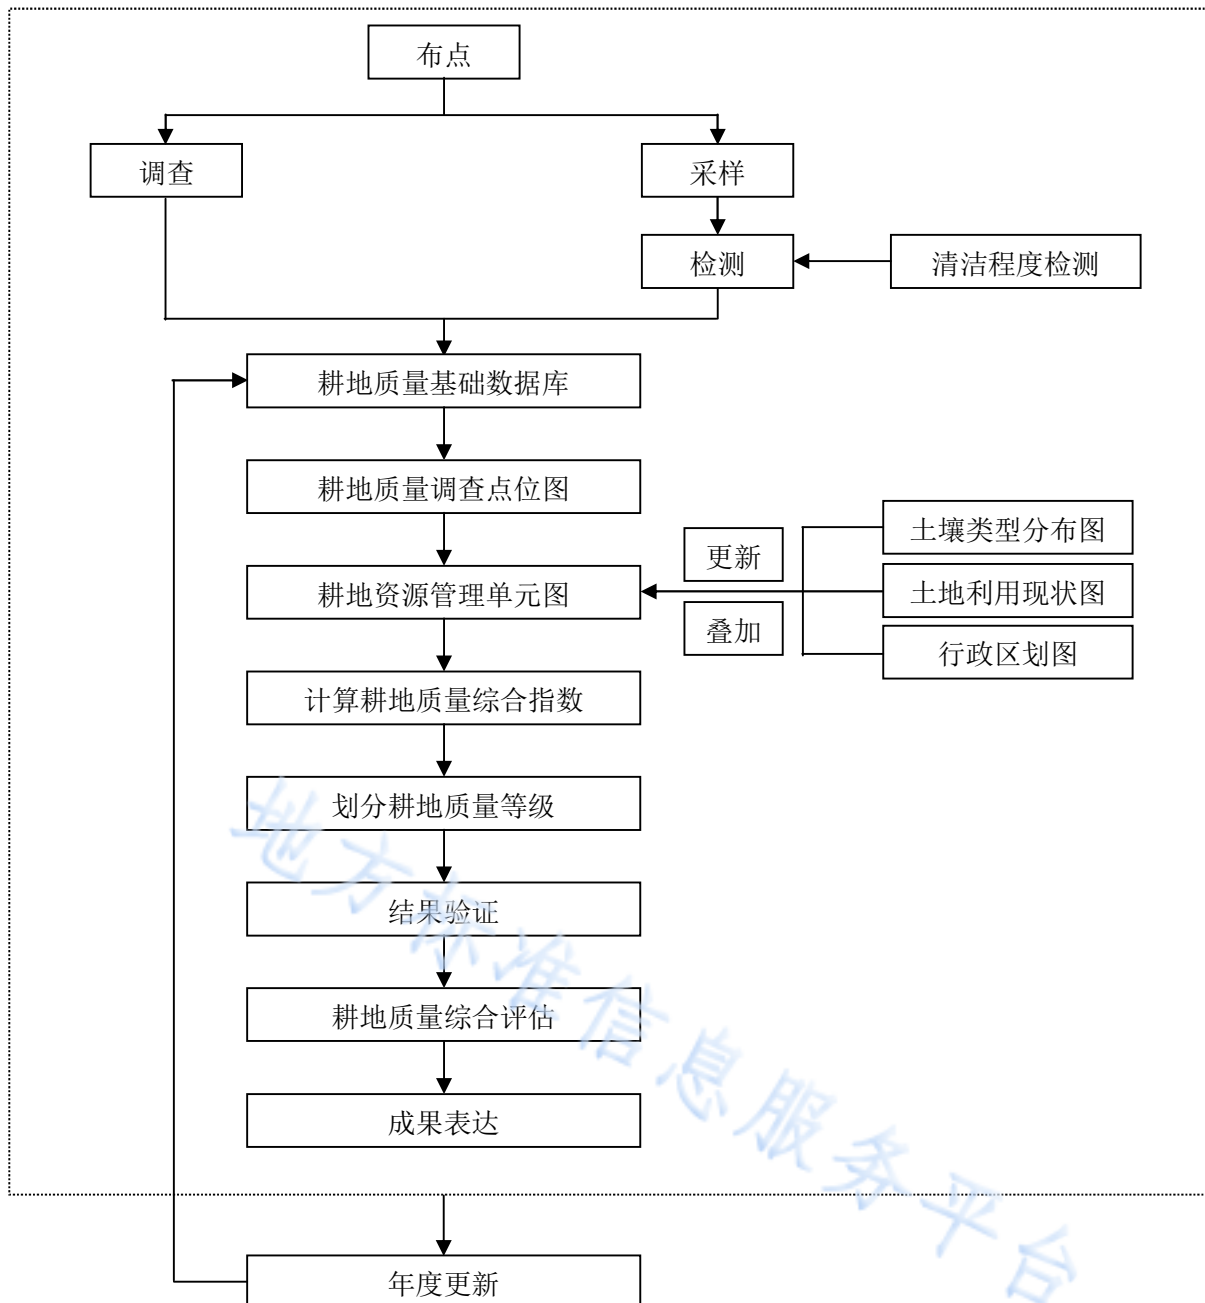 布点
调查
采样
检测
清洁程度检测
耕地质量基础数据库
耕地质量调查点位图
更新
土壤类型分布图
耕地资源管理单元图
土地利用现状图
叠加
行政区划图
计算耕地质量综合指数
划分耕地质量等级
结果验证
耕地质量综合评估
成果表达
年度更新
地方标准信息服务平台